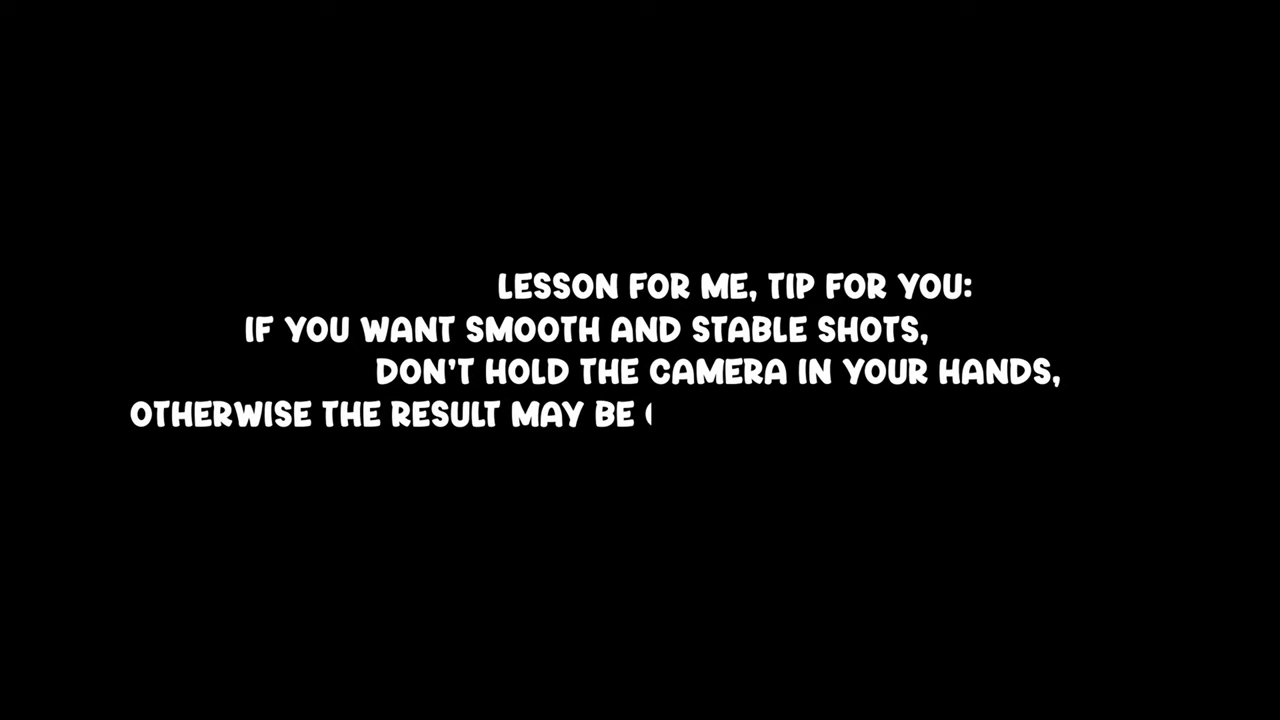 LESSON FOR ME, TIP FOR YOU:
IF YOU WANT SMOOTH AND STABLE SHOTS,
DON'T HOLD THE CAMERA IN YOUR HANDS,
OTHERWISE THE RESULT MAY BE